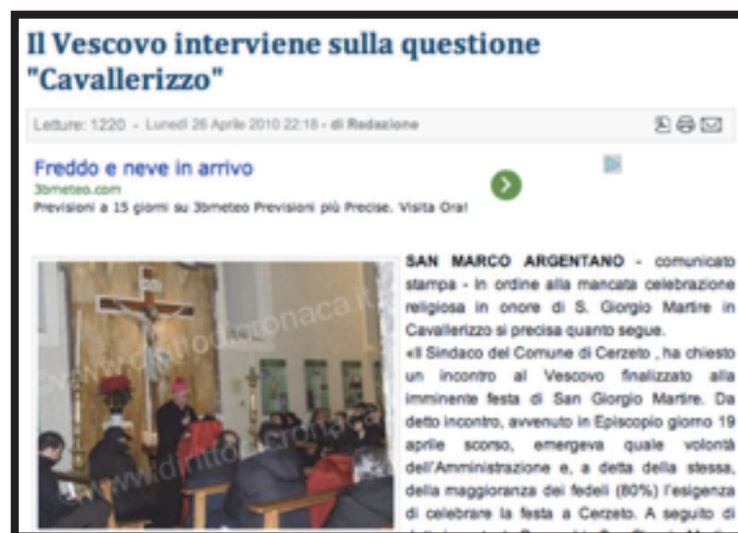 Il Vescovo interviene sulla questione
"Cavallerizzo"
Letture: 1220 - Lunedì 26 Aprile 2010 22:18 - di Redazione
Freddo e neve in arrivo
3bmeteo.com
Previsioni a 15 giorni su 3bmeteo Previsioni più Precise. Visita Ora!
SAN MARCO ARGENTANO - comunicato
stampa - In ordine alla mancata celebrazione
religiosa in onore di S. Giorgio Martire in
Cavallerizzo si precisa quanto segue.
«Il Sindaco del Comune di Cerzeto , ha chiesto
un incontro al Vescovo finalizzato alla
imminente festa di San Giorgio Martire. Da
detto incontro, avvenuto in Episcopio giorno 19
aprile scorso, emergeva quale volontà
dell'Amministrazione e, a detta della stessa,
della maggioranza dei fedeli (80%) l'esigenza
di celebrare la festa a Cerzeto. A seguito di
©www.dirittodicronaca.it
www.dirittodicronaca